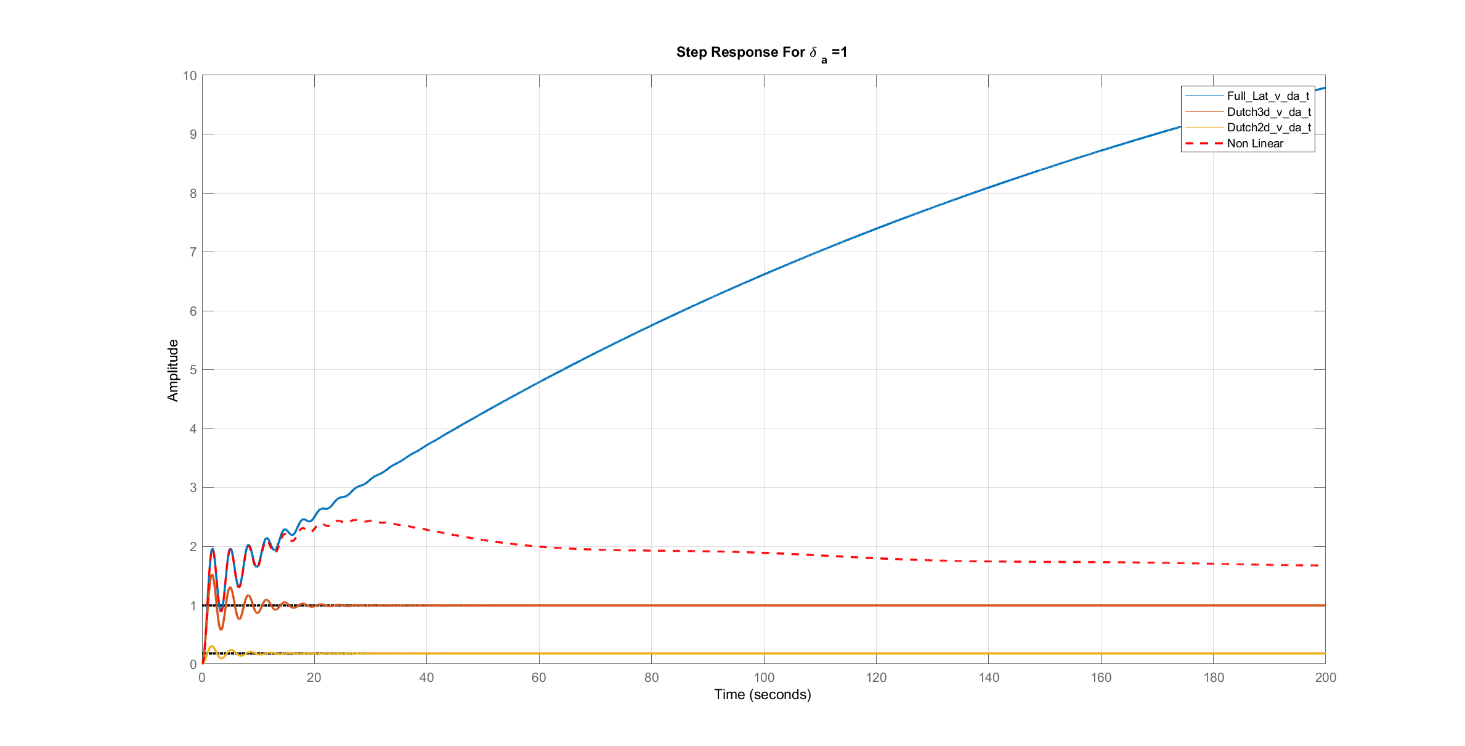 Step Response For δ a =1
10
9
8
7
6
5
4
3
2
1
0
Amplitude
Full_Lat_v_da_t
Dutch3d_v_da_t
Dutch2d_v_da_t
Non Linear
0 20 40 60 80 100 120 140 160 180 200
Time (seconds)